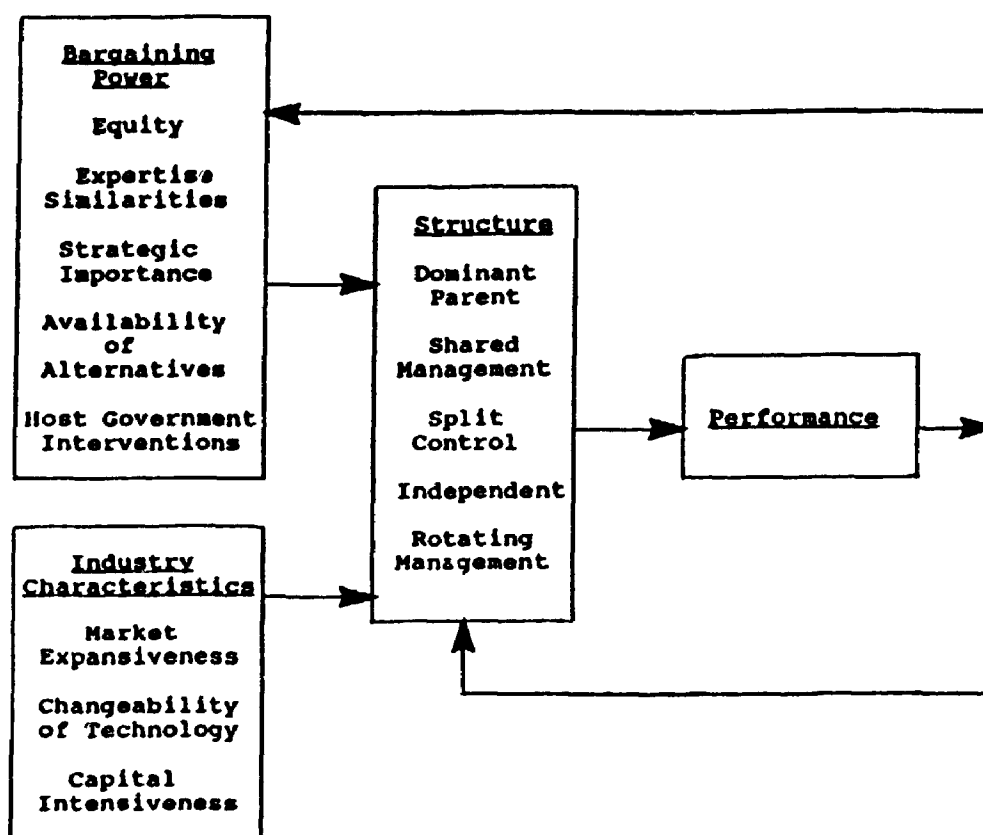 Bargaining
Power
Equity
Expertise
Similarities
Strategic
Importance
Availability
of
Alternatives
Host Government
Interventions
Structure
Dominant
Parent
Shared
Management
Split
Control
Independent
Rotating
Management
Performance
Industry
Characteristics
Market
Expansiveness
Changeability
of Technology
Capital
Intensiveness